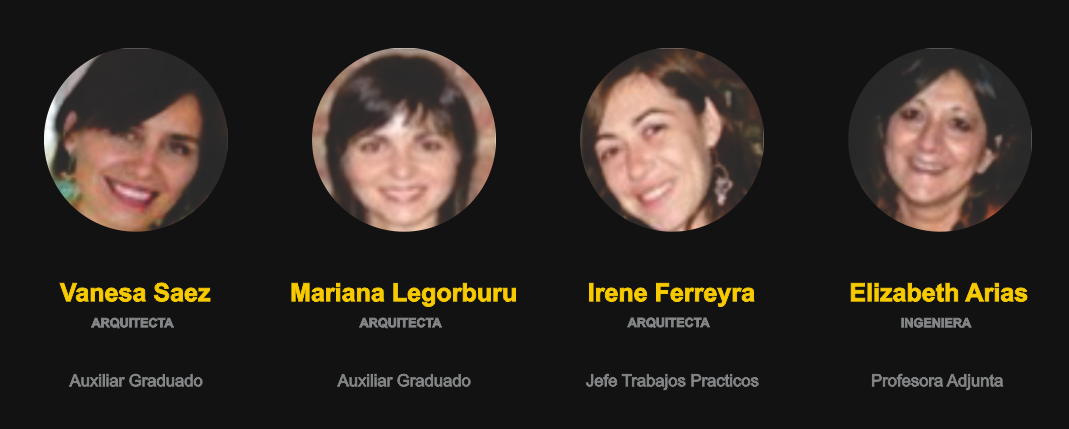 Vanesa Saez
ARQUITECTA
Auxiliar Graduado
Mariana Legorburu
ARQUITECTA
Auxiliar Graduado
Irene Ferreyra
ARQUITECTA
Jefe Trabajos Practicos
Elizabeth Arias
INGENIERA
Profesora Adjunta